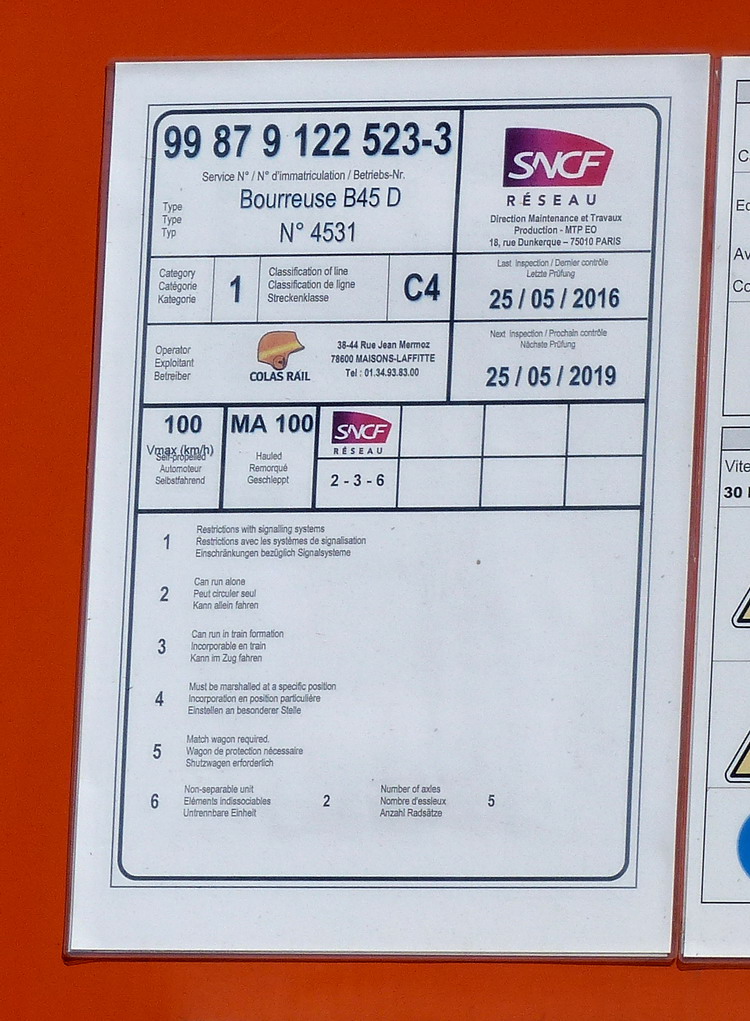 99 87 9 122 523-3
Service N° / N° d'immatriculation / Betriebs-Nr.
Type
Type
Typ
Bourreuse B45 D
N° 4531
SNCF
RÉSEAU
Direction Maintenance et Travaux
Production - MTP EO
18, rue Dunkerque – 75010 PARIS
Category
Catégorie
Kategorie
1
Classification of line
Classification de ligne
Streckenklasse
C4
Last Inspection / Dernier contrôle
Letzte Prüfung
25 / 05 / 2016
Operator
Exploitant
Betreiber
COLAS RAIL
38-44 Rue Jean Mermoz
78600 MAISONS-LAFFITTE
Tel : 01.34.93.83.00
Next Inspection / Prochain contrôle
Nächste Prüfung
25 / 05 / 2019
100
Vmax (km/h)
Self-propelled
Automoteur
Selbstfahrend
MA 100
Hauled
Remorqué
Geschleppt
SNCF
RÉSEAU
2 - 3 - 6
1
Restrictions with signalling systems
Restrictions avec les systèmes de signalisation
Einschränkungen bezüglich Signalsysteme
2
Can run alone
Peut circuler seul
Kann allein fahren
3
Can run in train formation
Incorporable en train
Kann im Zug fahren
4
Must be marshalled at a specific position
Incorporation en position particulière
Einstellen an besonderer Stelle
5
Match wagon required.
Wagon de protection nécessaire
Shutzwagen erforderlich
6
Non-separable unit
Eléments indissociables
Untrennbare Einheit
2
Number of axles
Nombre d'essieux
Anzahl Radsätze
5
Vite
30